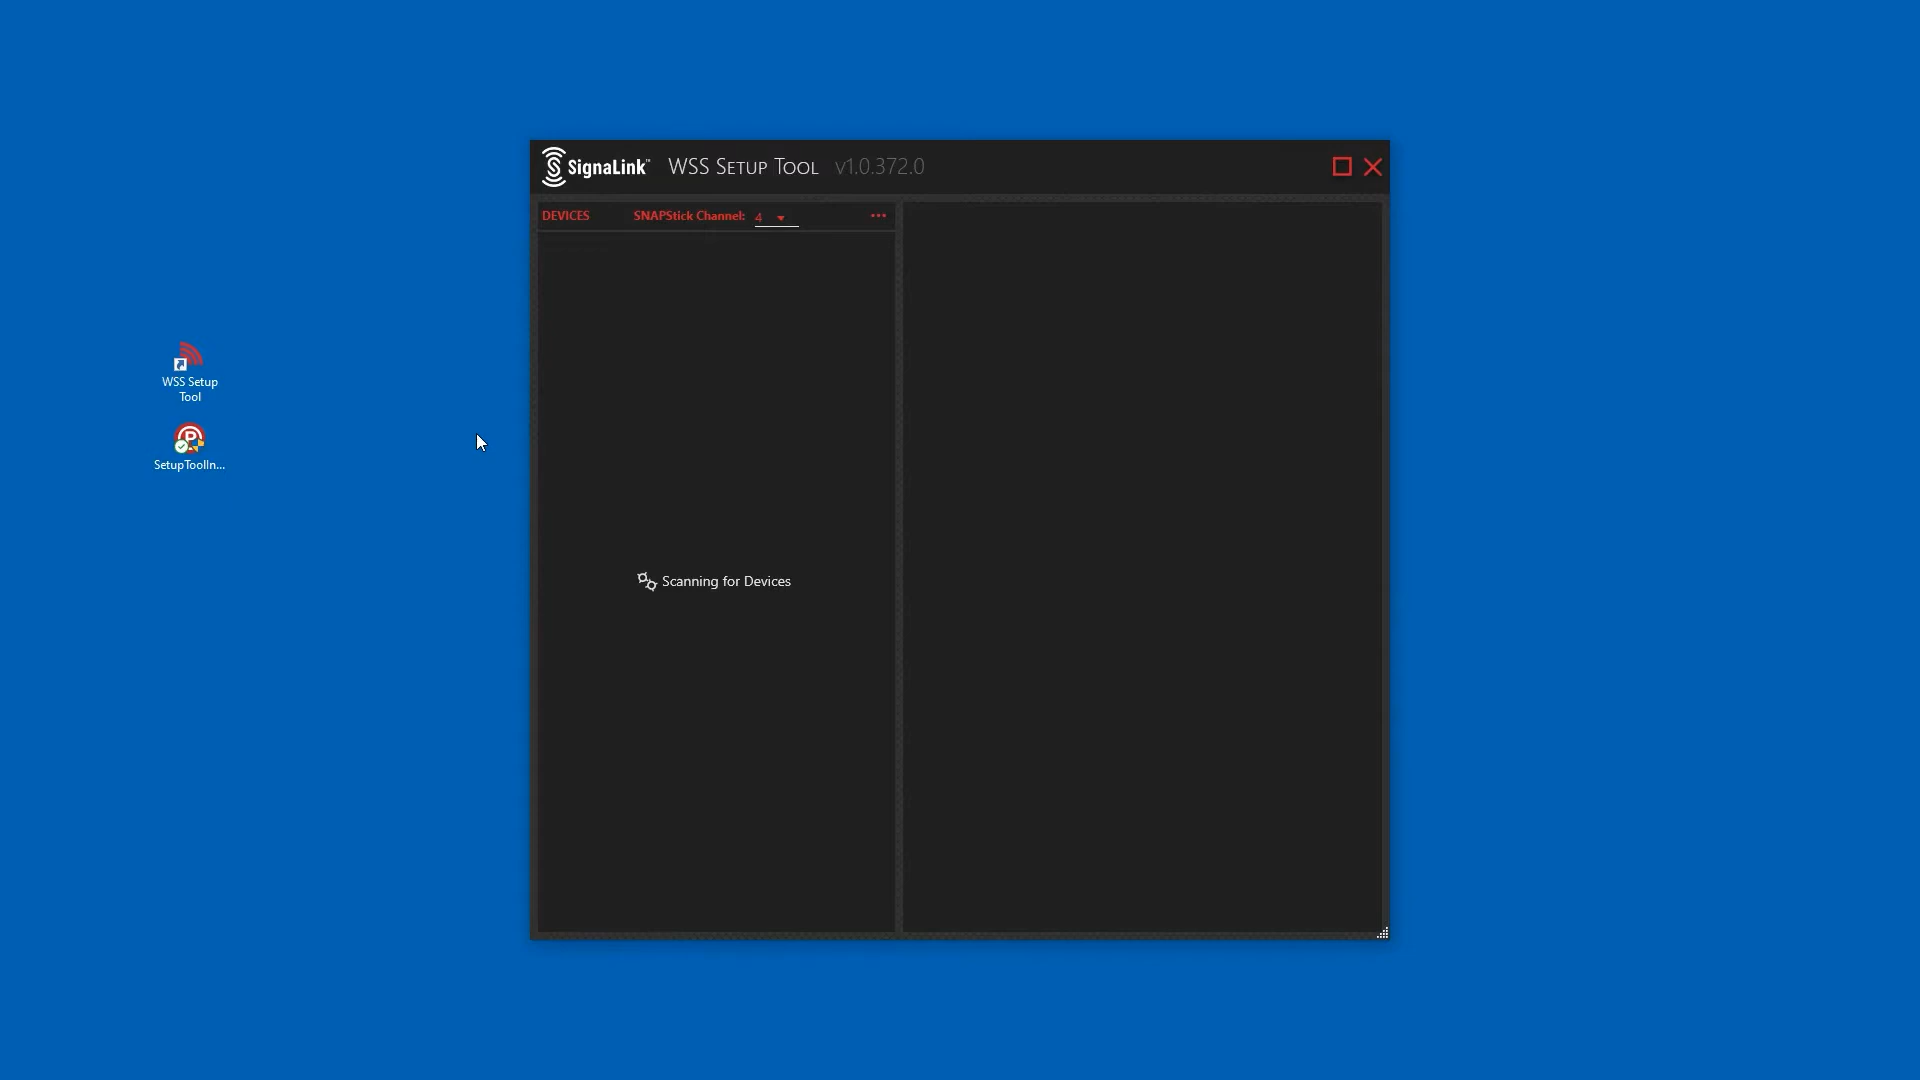 SignaLink™ WSS Setup Tool v1.0.372.0
DEVICES SNAPStick Channel: 4
WSS Setup
Tool
SetupToolIn...
Scanning for Devices